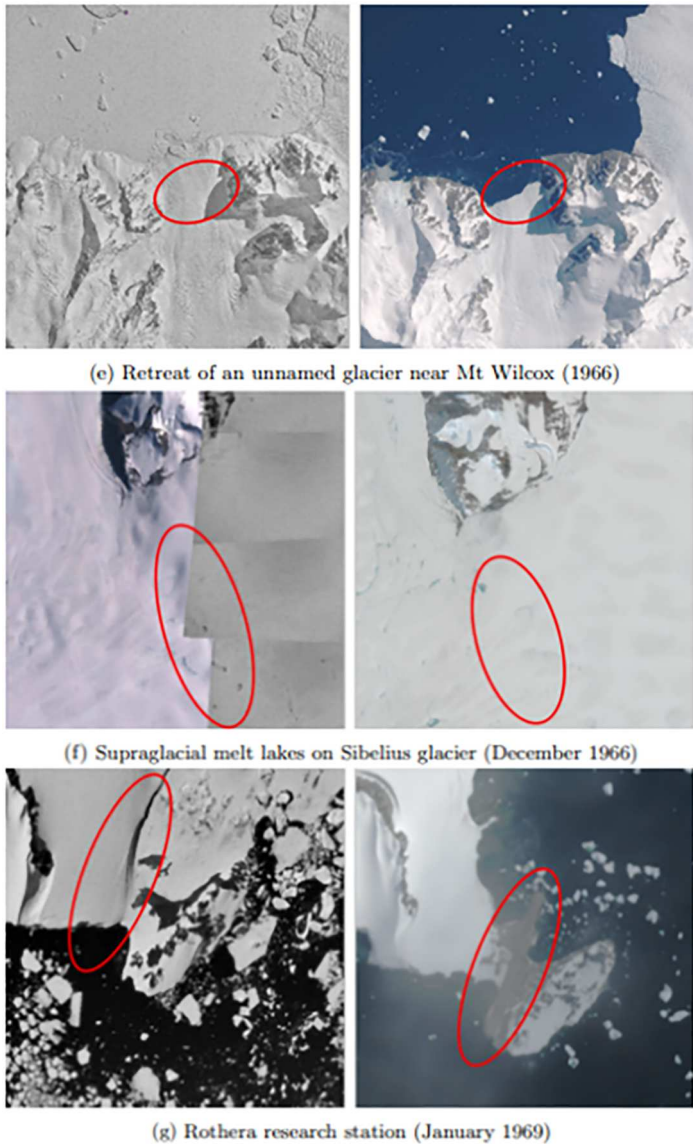 (e) Retreat of an unnamed glacier near Mt Wilcox (1966)
(f) Supraglacial melt lakes on Sibelius glacier (December 1966)
(g) Rothera research station (January 1969)